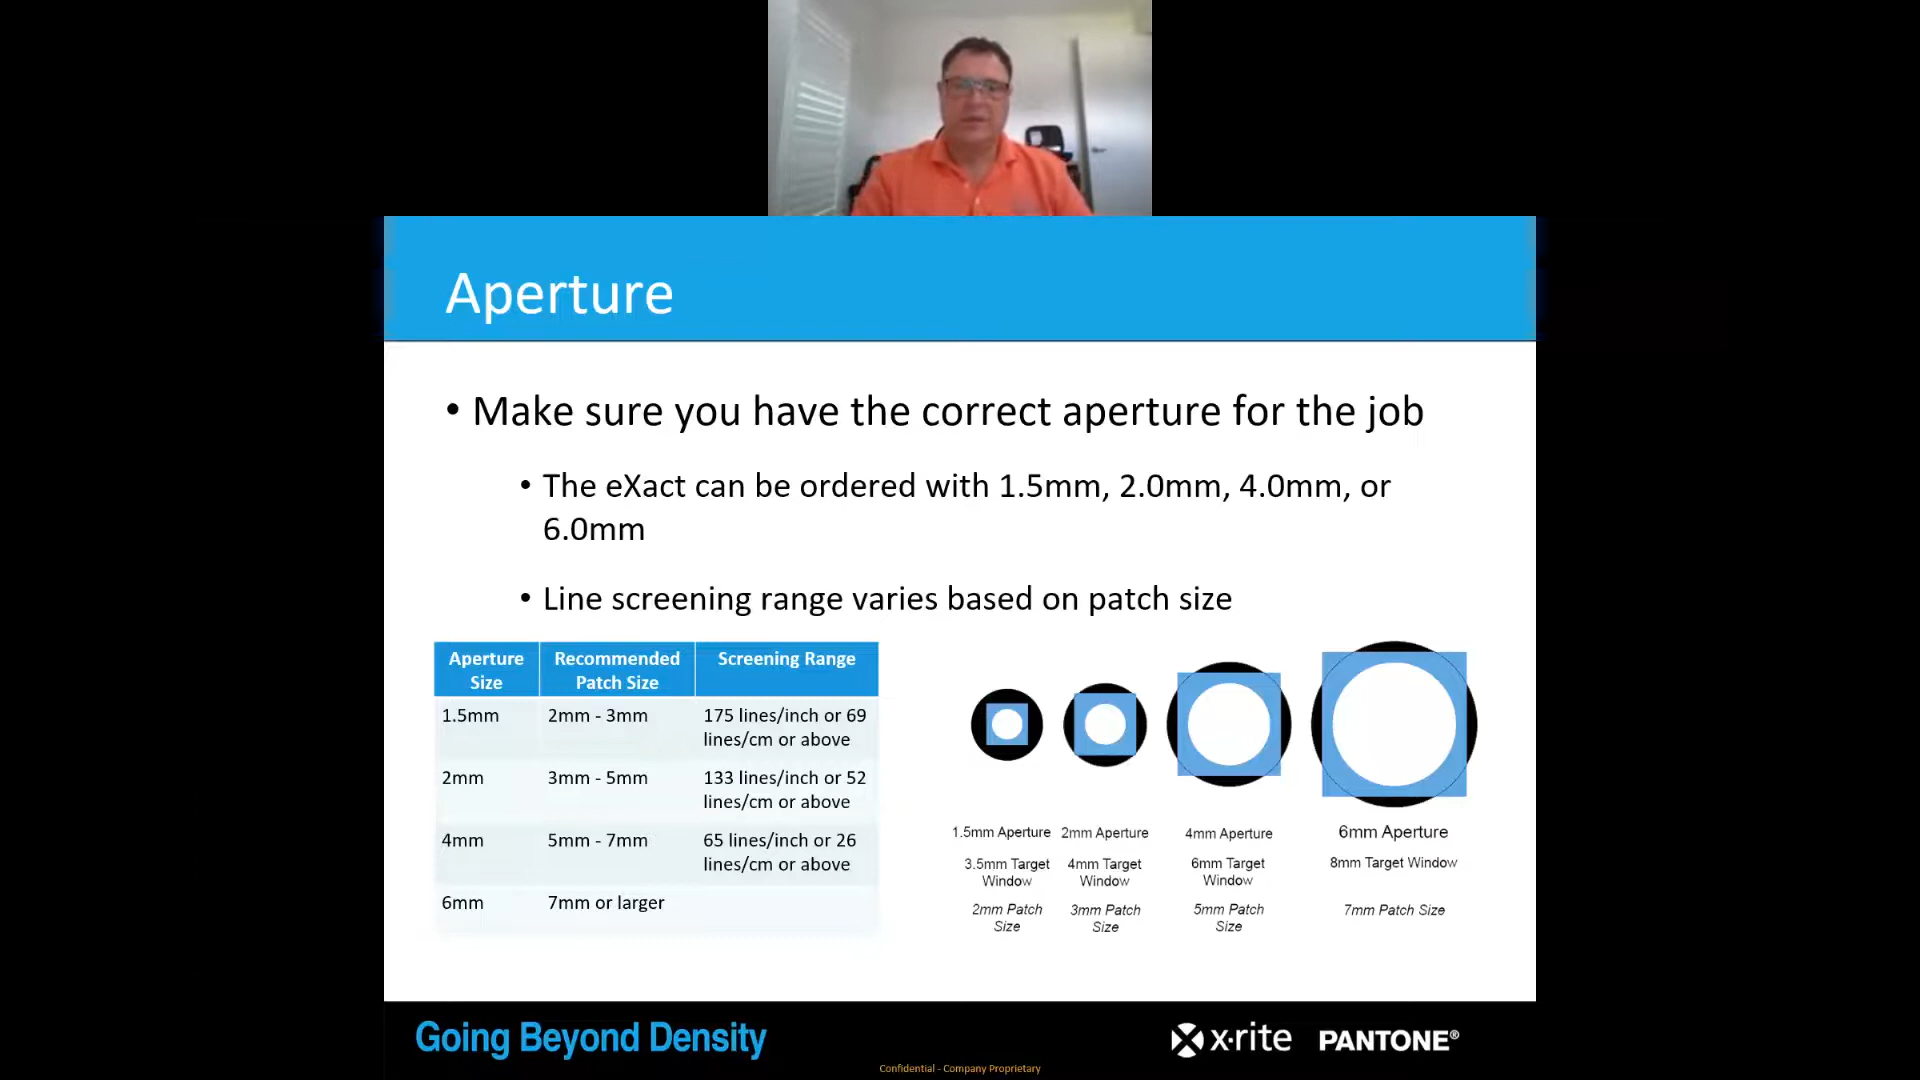 Aperture
• Make sure you have the correct aperture for the job
• The eXact can be ordered with 1.5mm, 2.0mm, 4.0mm, or
6.0mm
• Line screening range varies based on patch size
Aperture Size Recommended Patch Size Screening Range
1.5mm 2mm - 3mm 175 lines/inch or 69
lines/cm or above
2mm 3mm - 5mm 133 lines/inch or 52
lines/cm or above
4mm 5mm - 7mm 65 lines/inch or 26
lines/cm or above
6mm 7mm or larger
1.5mm Aperture 2mm Aperture 4mm Aperture 6mm Aperture
3.5mm Target Window 4mm Target Window 6mm Target Window 8mm Target Window
2mm Patch Size 3mm Patch Size 5mm Patch Size 7mm Patch Size
Going Beyond Density
x·rite PANTONE®
Confidential - Company Proprietary